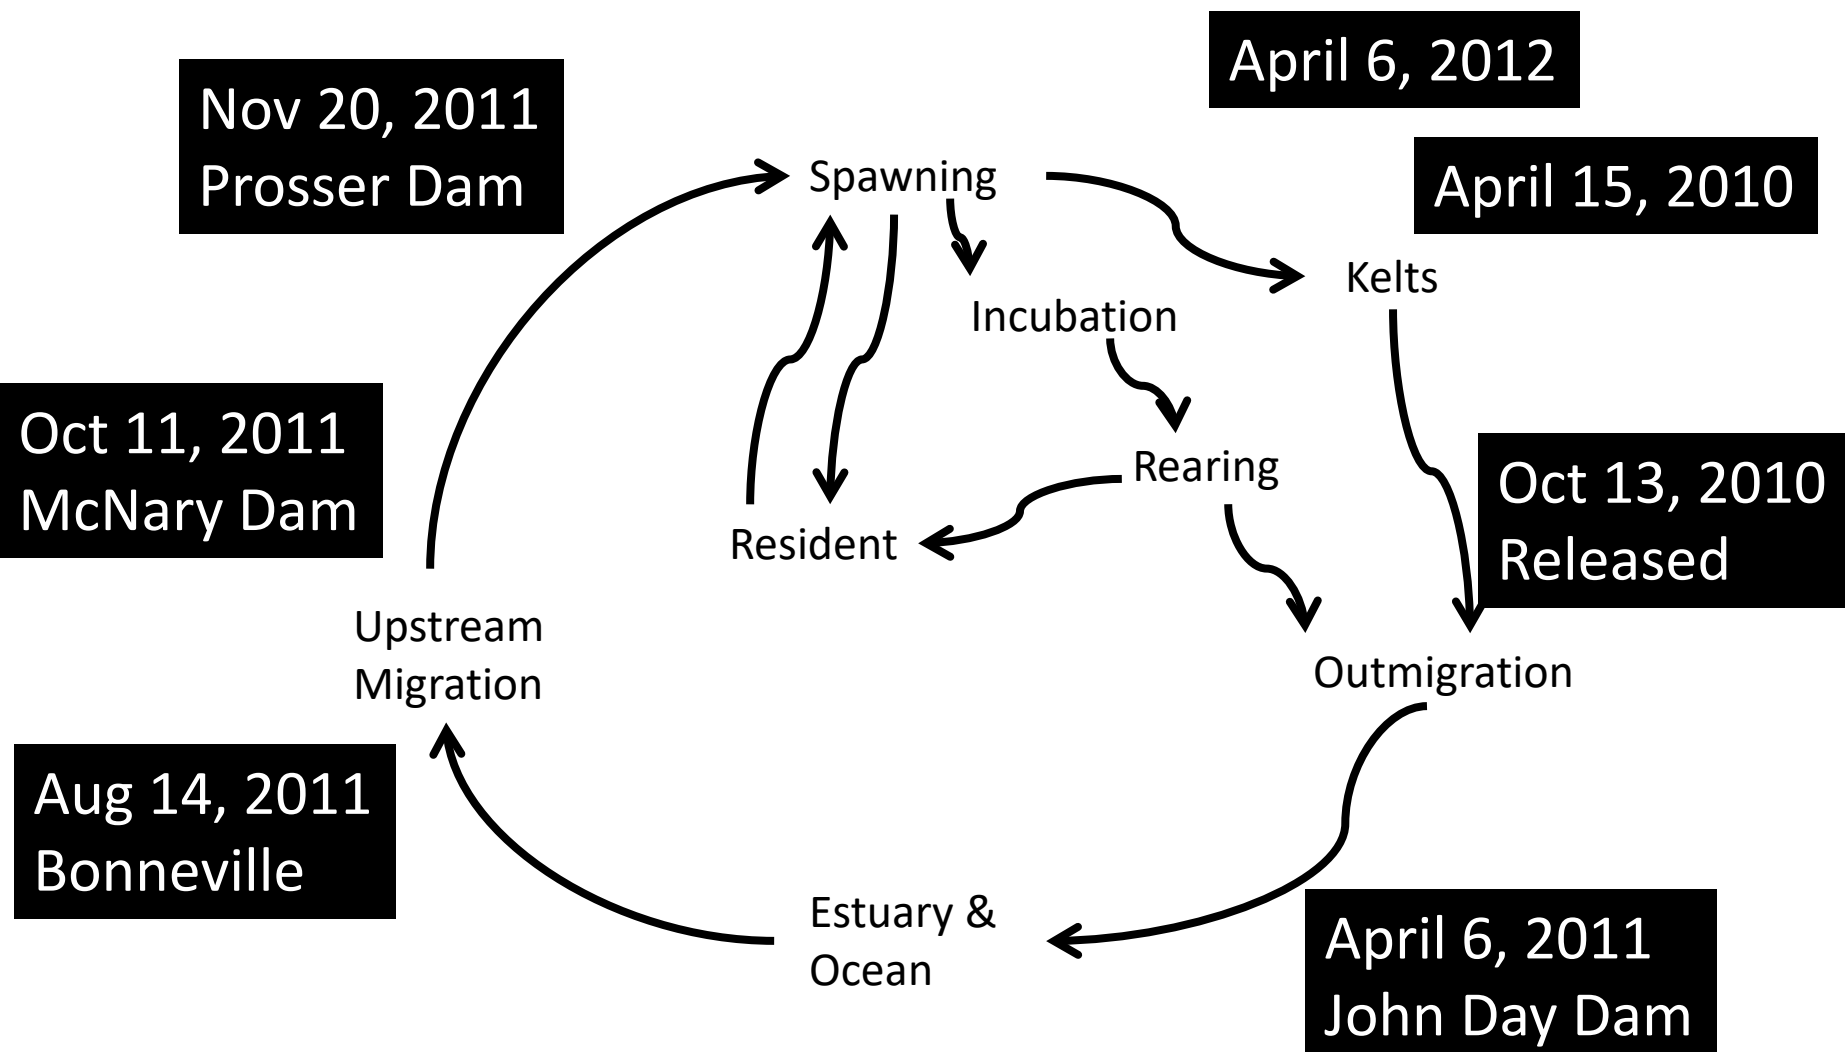 April 6, 2012
Nov 20, 2011
Prosser Dam
April 15, 2010
Spawning
Kelts
Incubation
Oct 11, 2011
McNary Dam
Rearing
Oct 13, 2010
Released
Resident
Upstream
Migration
Outmigration
Aug 14, 2011
Bonneville
Estuary &
Ocean
April 6, 2011
John Day Dam